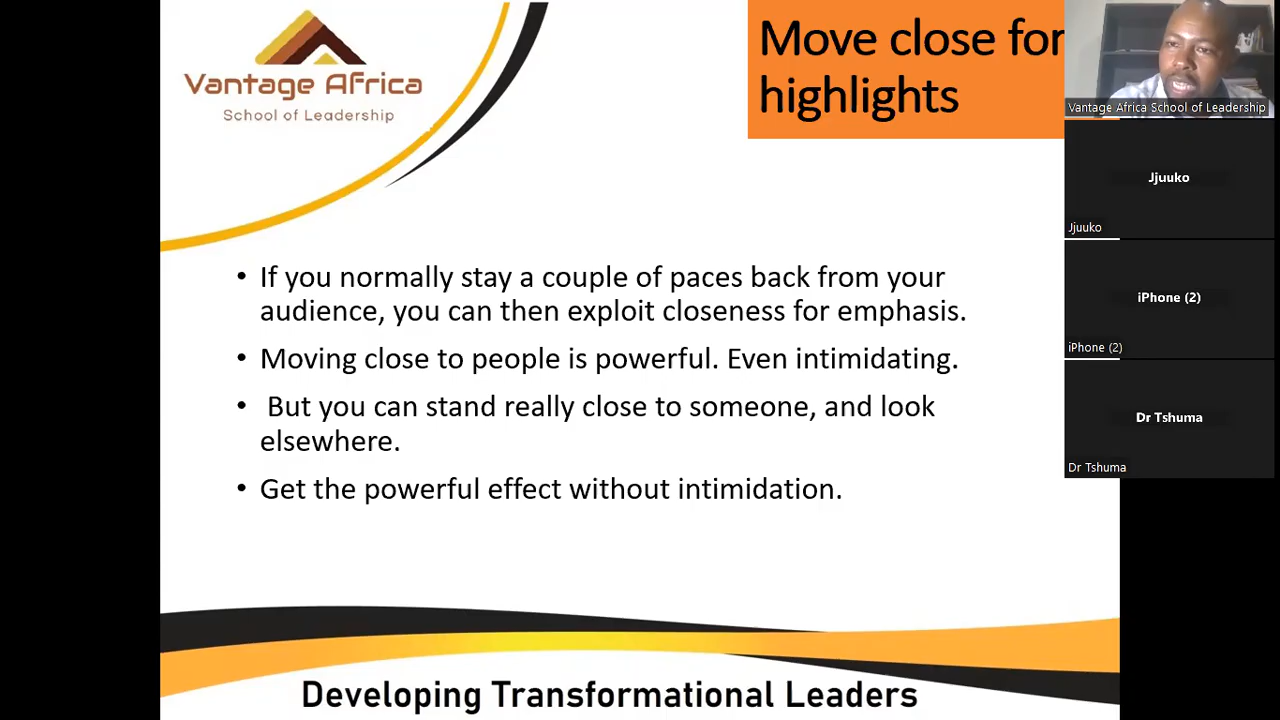 Vantage Africa
School of Leadership
Move close for
highlights
• If you normally stay a couple of paces back from your
audience, you can then exploit closeness for emphasis.
• Moving close to people is powerful. Even intimidating.
• But you can stand really close to someone, and look
elsewhere.
• Get the powerful effect without intimidation.
Developing Transformational Leaders
Vantage Africa School of Leadership
Jjuuko
Jjuuko
iPhone (2)
iPhone (2)
Dr Tshuma
Dr Tshuma